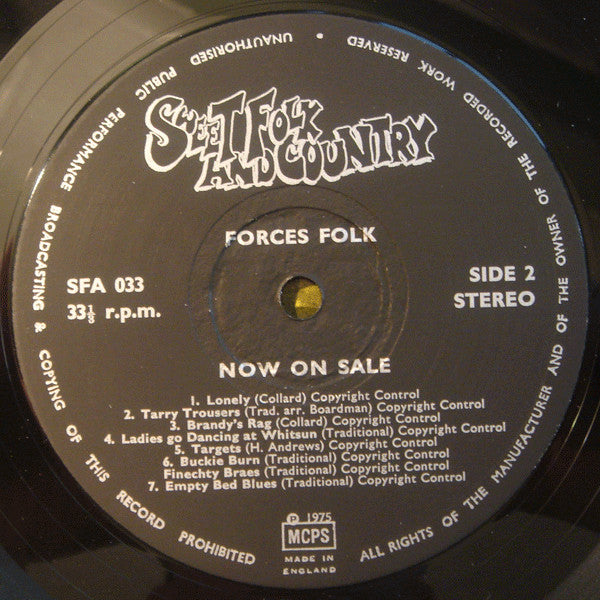 SWEET FOLK
AND COUNTRY
FORCES FOLK
SFA 033
33⅓ r.p.m.
SIDE 2
STEREO
NOW ON SALE
1. Lonely (Collard) Copyright Control
2. Tarry Trousers (Trad. arr. Boardman) Copyright Control
3. Brandy's Rag (Collard) Copyright Control
4. Ladies go Dancing at Whitsun (Traditional) Copyright Control
5. Targets (H. Andrews) Copyright Control
6. Buckie Burn (Traditional) Copyright Control
Finechty Braes (Traditional) Copyright Control
7. Empty Bed Blues (Traditional) Copyright Control
℗ 1975
MCPS
MADE IN
ENGLAND
ALL RIGHTS OF THE MANUFACTURER AND OF THE OWNER OF THE RECORDED WORK RESERVED • UNAUTHORISED PUBLIC PERFORMANCE BROADCASTING & COPYING OF THIS RECORD PROHIBITED